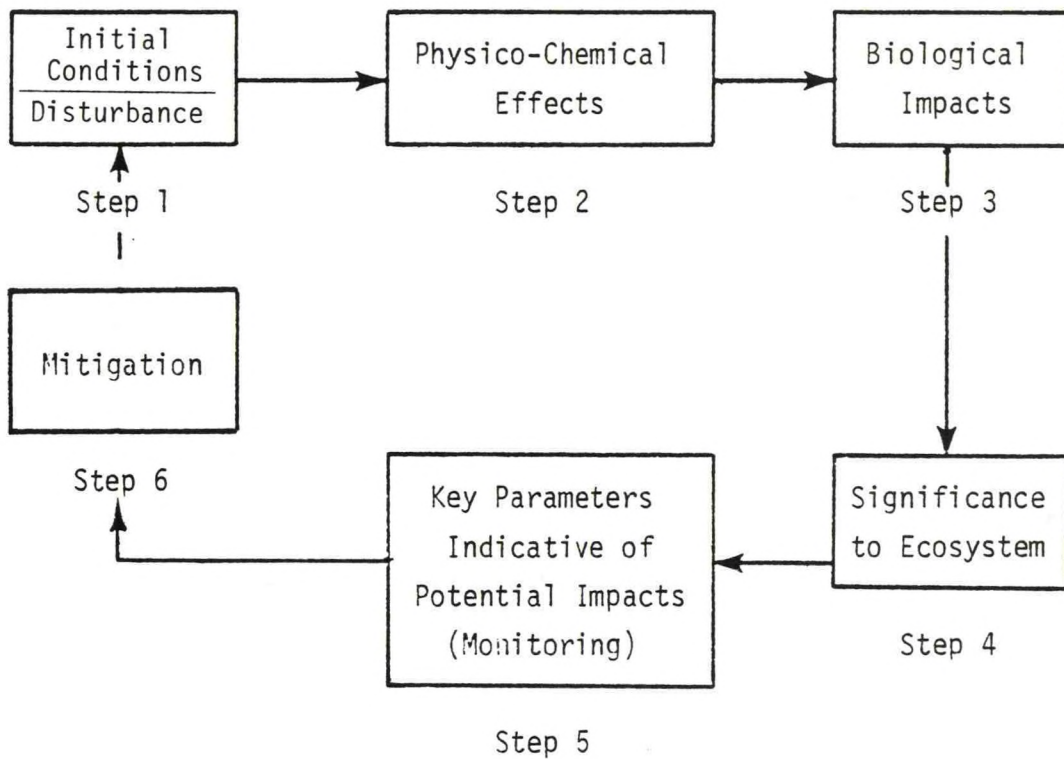 Initial
Conditions
Disturbance
Step 1
Physico-Chemical
Effects
Step 2
Biological
Impacts
Step 3
Significance
to Ecosystem
Step 4
Key Parameters
Indicative of
Potential Impacts
(Monitoring)
Step 5
Mitigation
Step 6